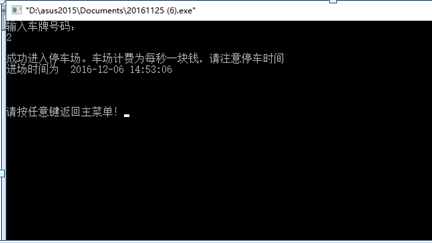 "D:\asus2015\Documents\20161125 (6).exe"
输入车牌号码：
2
成功进入停车场。车场计费为每秒一块钱，请注意停车时间
进场时间为  2016-12-06 14:53:06
请按任意键返回主菜单！